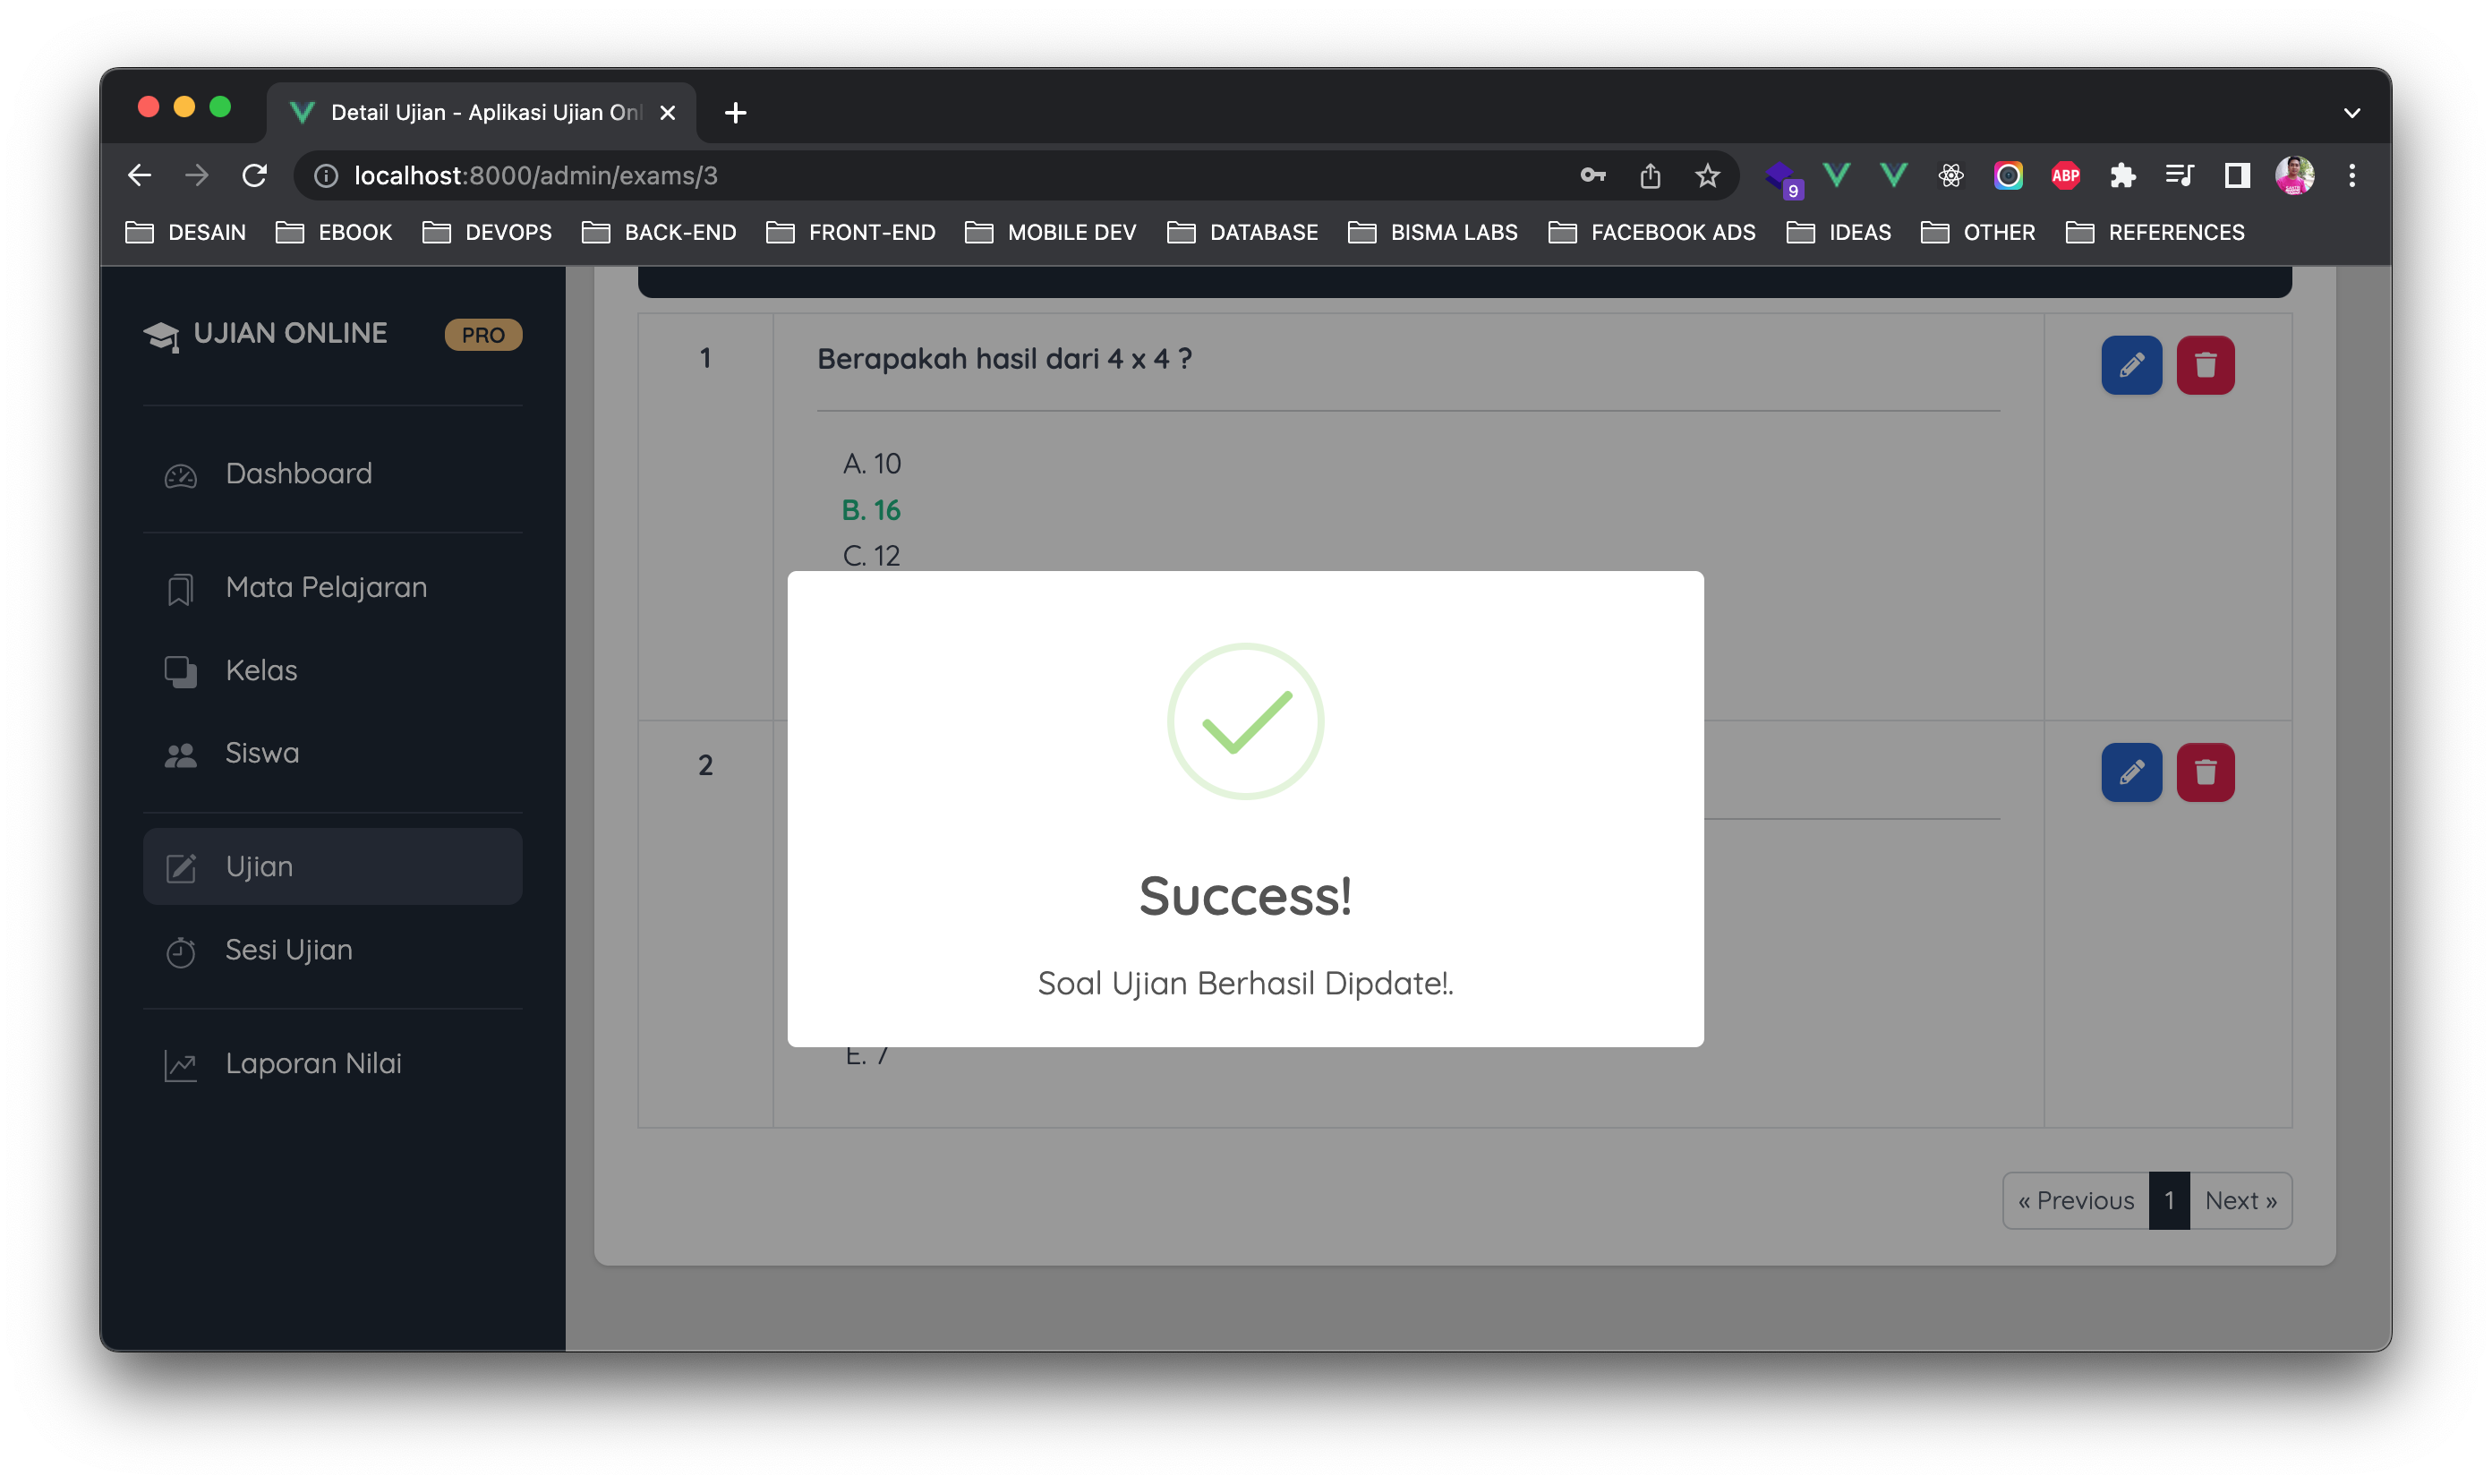 Detail Ujian - Aplikasi Ujian Onl
localhost:8000/admin/exams/3
9
ABP
DESAIN EBOOK DEVOPS BACK-END FRONT-END MOBILE DEV DATABASE BISMA LABS FACEBOOK ADS IDEAS OTHER REFERENCES
UJIAN ONLINE PRO
Dashboard
Mata Pelajaran
Kelas
Siswa
Ujian
Sesi Ujian
Laporan Nilai
1 Berapakah hasil dari 4 x 4 ?
A. 10
B. 16
C. 12
2
Success!
Soal Ujian Berhasil Dipdate!.
E. 7
« Previous 1 Next »